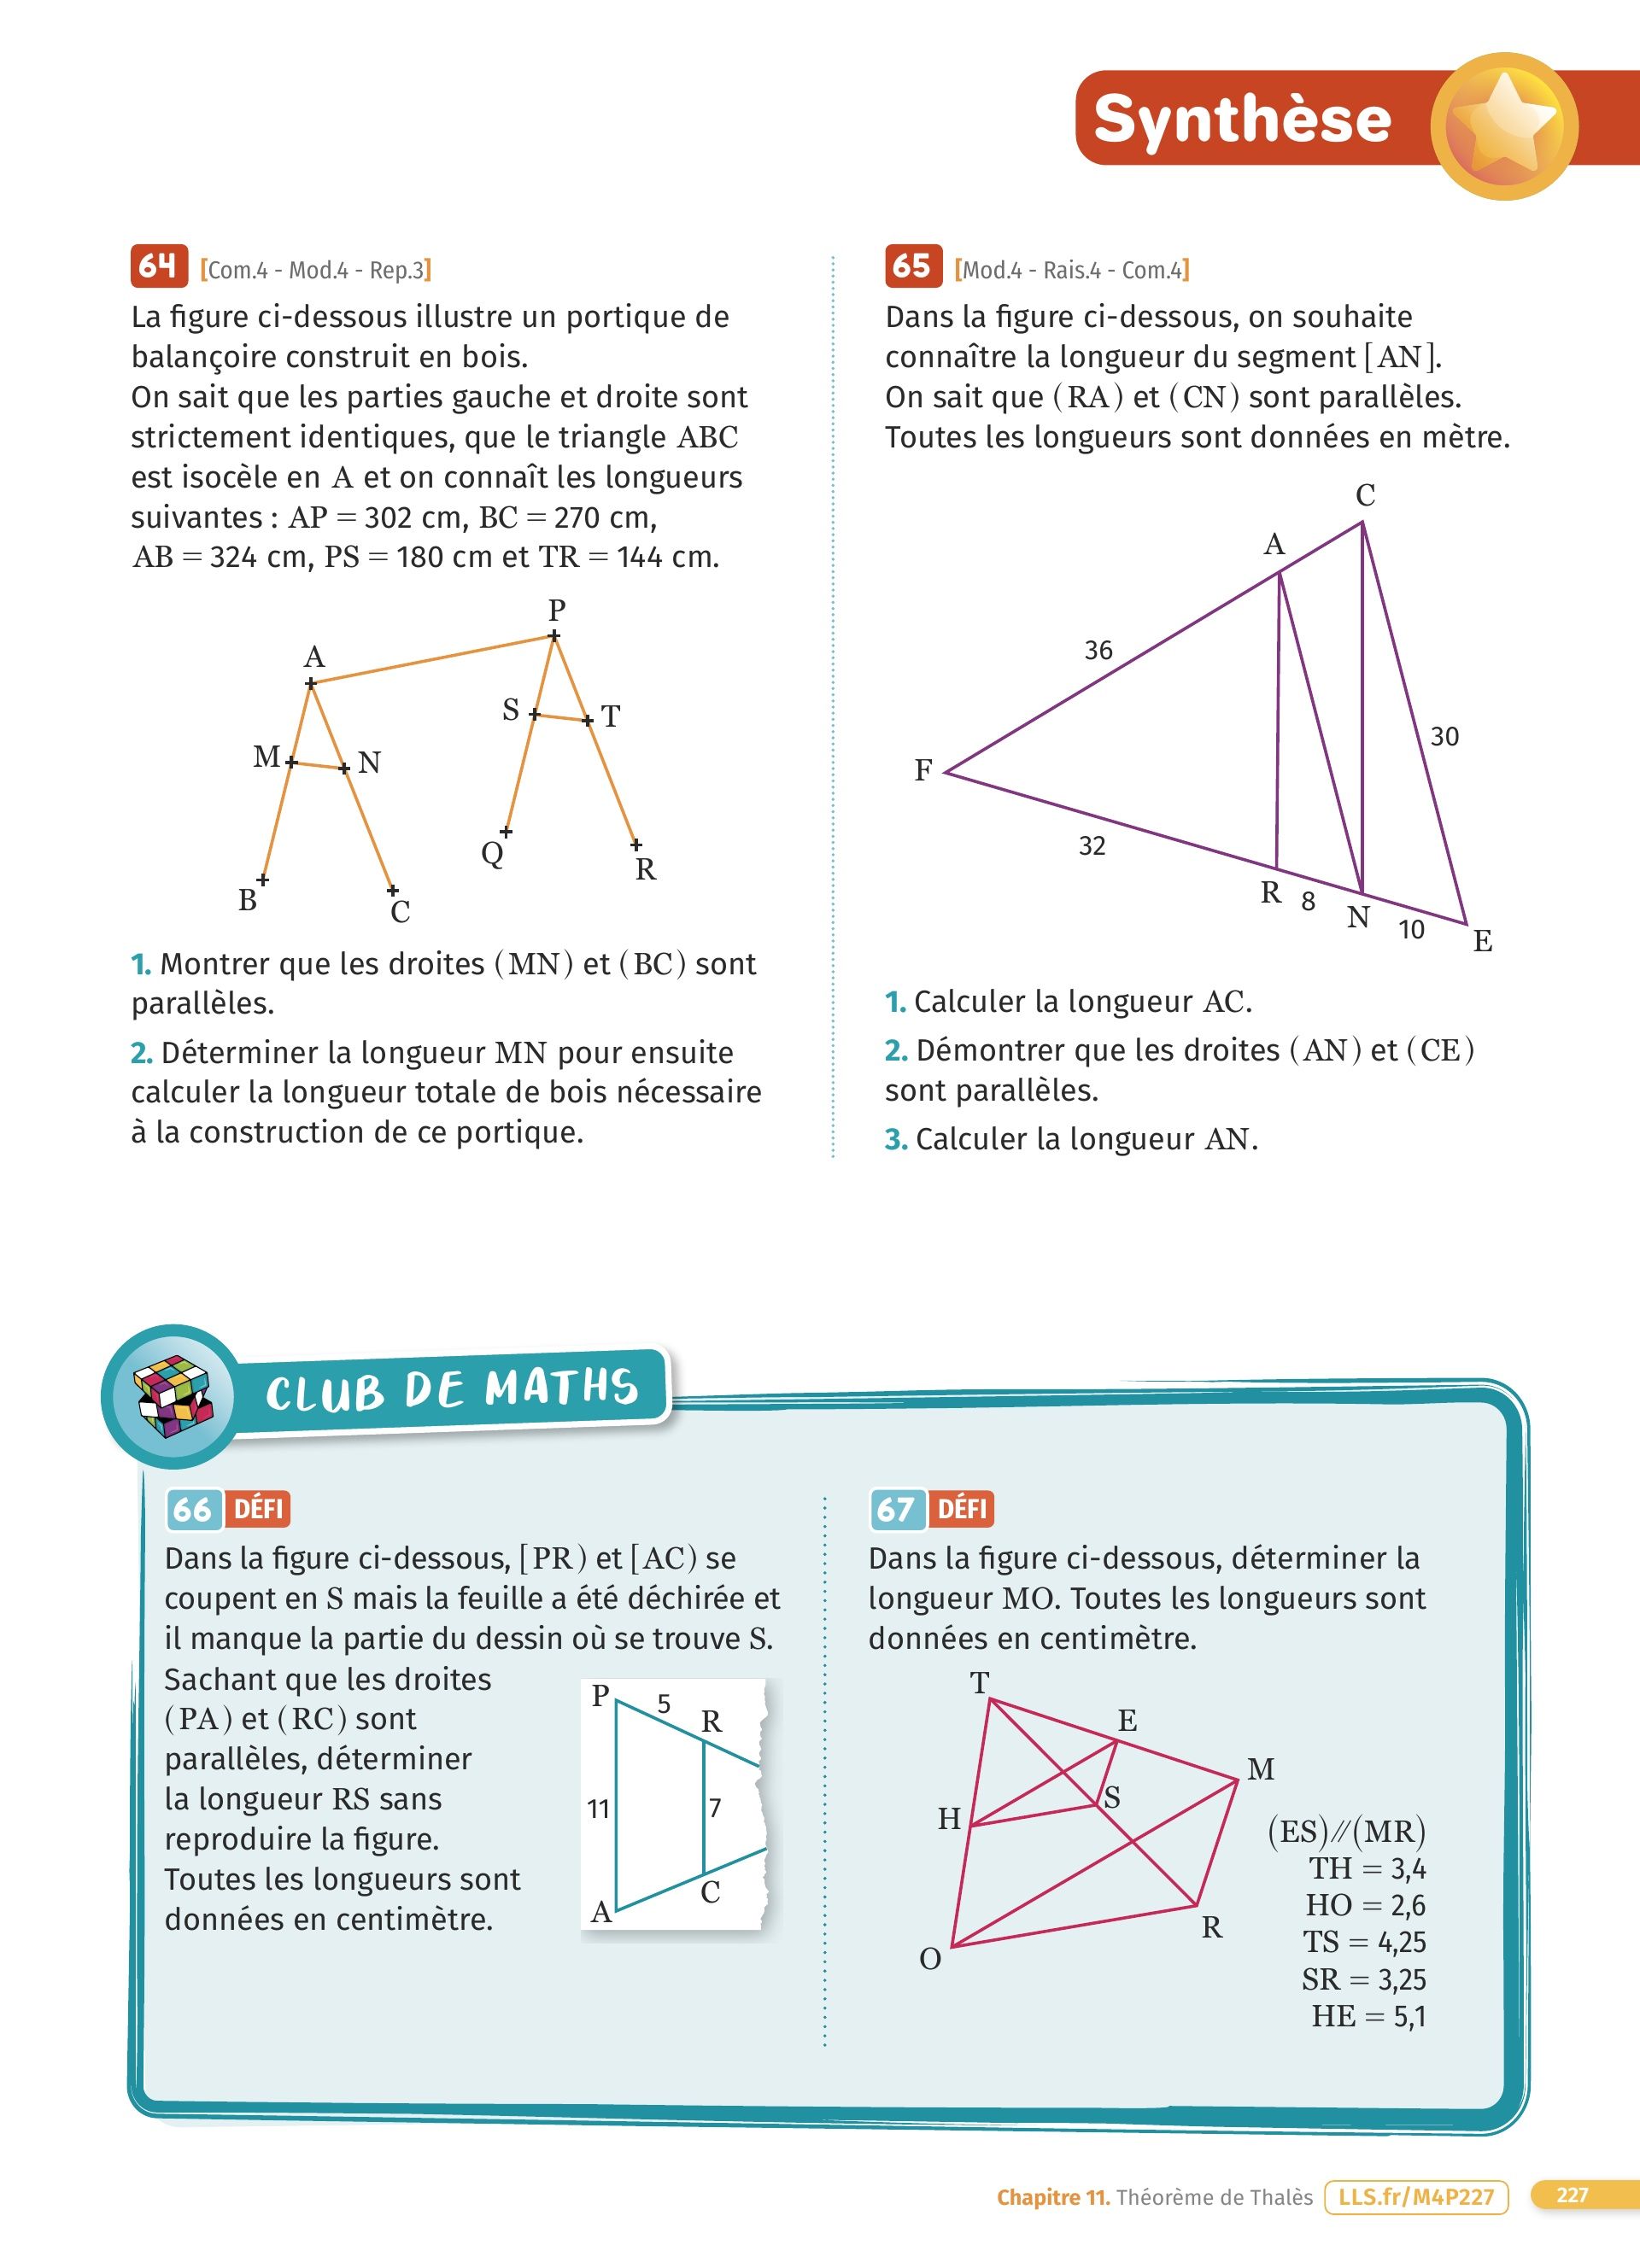 Synthèse
64 [Com.4 - Mod.4 - Rep.3]
La figure ci-dessous illustre un portique de
balançoire construit en bois.
On sait que les parties gauche et droite sont
strictement identiques, que le triangle ABC
est isocèle en A et on connaît les longueurs
suivantes : AP = 302 cm, BC = 270 cm,
AB = 324 cm, PS = 180 cm et TR = 144 cm.
P
A
S
T
M
N
Q
R
B
C
1. Montrer que les droites (MN) et (BC) sont
parallèles.
2. Déterminer la longueur MN pour ensuite
calculer la longueur totale de bois nécessaire
à la construction de ce portique.
65 [Mod.4 - Rais.4 - Com.4]
Dans la figure ci-dessous, on souhaite
connaître la longueur du segment [AN].
On sait que (RA) et (CN) sont parallèles.
Toutes les longueurs sont données en mètre.
C
A
36
30
F
32
R
8
N
10
E
1. Calculer la longueur AC.
2. Démontrer que les droites (AN) et (CE)
sont parallèles.
3. Calculer la longueur AN.
CLUB DE MATHS
66 DÉFI
Dans la figure ci-dessous, [PR) et [AC) se
coupent en S mais la feuille a été déchirée et
il manque la partie du dessin où se trouve S.
Sachant que les droites
(PA) et (RC) sont
parallèles, déterminer
la longueur RS sans
reproduire la figure.
Toutes les longueurs sont
données en centimètre.
P
5
R
11
7
C
A
67 DÉFI
Dans la figure ci-dessous, déterminer la
longueur MO. Toutes les longueurs sont
données en centimètre.
T
E
M
S
H
R
O
(ES)//(MR)
TH = 3,4
HO = 2,6
TS = 4,25
SR = 3,25
HE = 5,1
Chapitre 11. Théorème de Thalès LLS.fr/M4P227 227